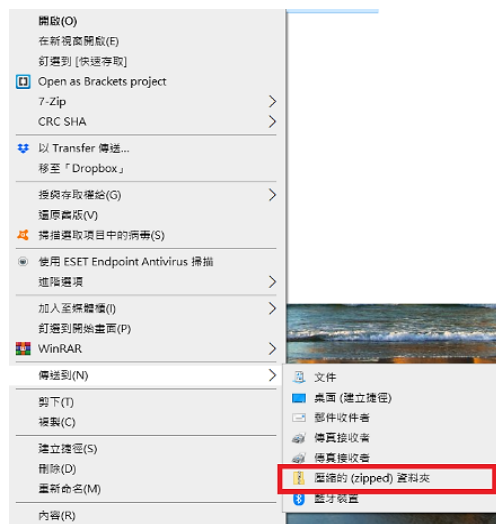 開啟(O)
在新視窗開啟(E)
釘選到 [快速存取]
Open as Brackets project
7-Zip
CRC SHA
以 Transfer 傳送...
移至「Dropbox」
授與存取權給(G)
還原舊版(V)
掃描選取項目中的病毒(S)
使用 ESET Endpoint Antivirus 掃描
進階選項
加入至媒體櫃(I)
釘選到開始畫面(P)
WinRAR
傳送到(N)
文件
桌面 (建立捷徑)
郵件收件者
傳真接收者
傳真接收者
壓縮的 (zipped) 資料夾
藍牙裝置
剪下(T)
複製(C)
建立捷徑(S)
刪除(D)
重新命名(M)
內容(R)